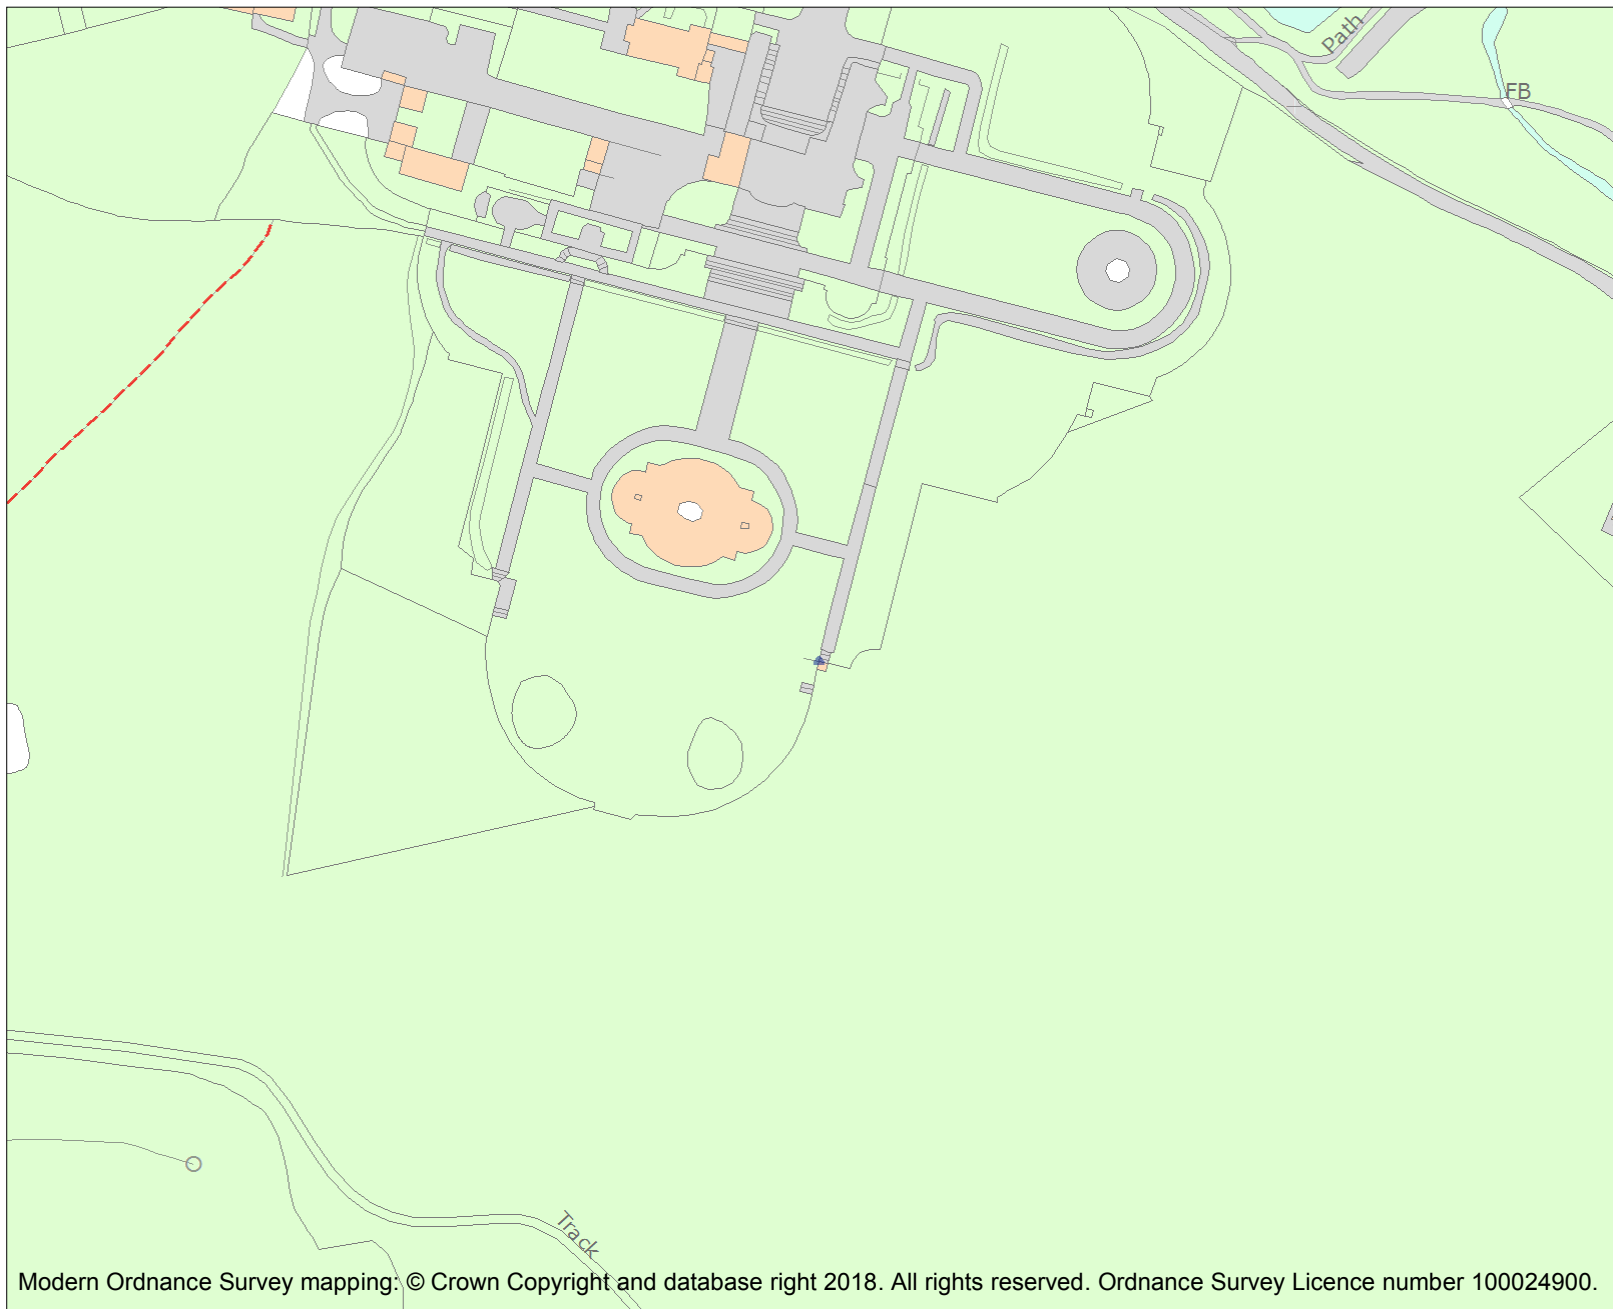 Path
FB
Track
Modern Ordnance Survey mapping: © Crown Copyright and database right 2018. All rights reserved. Ordnance Survey Licence number 100024900.